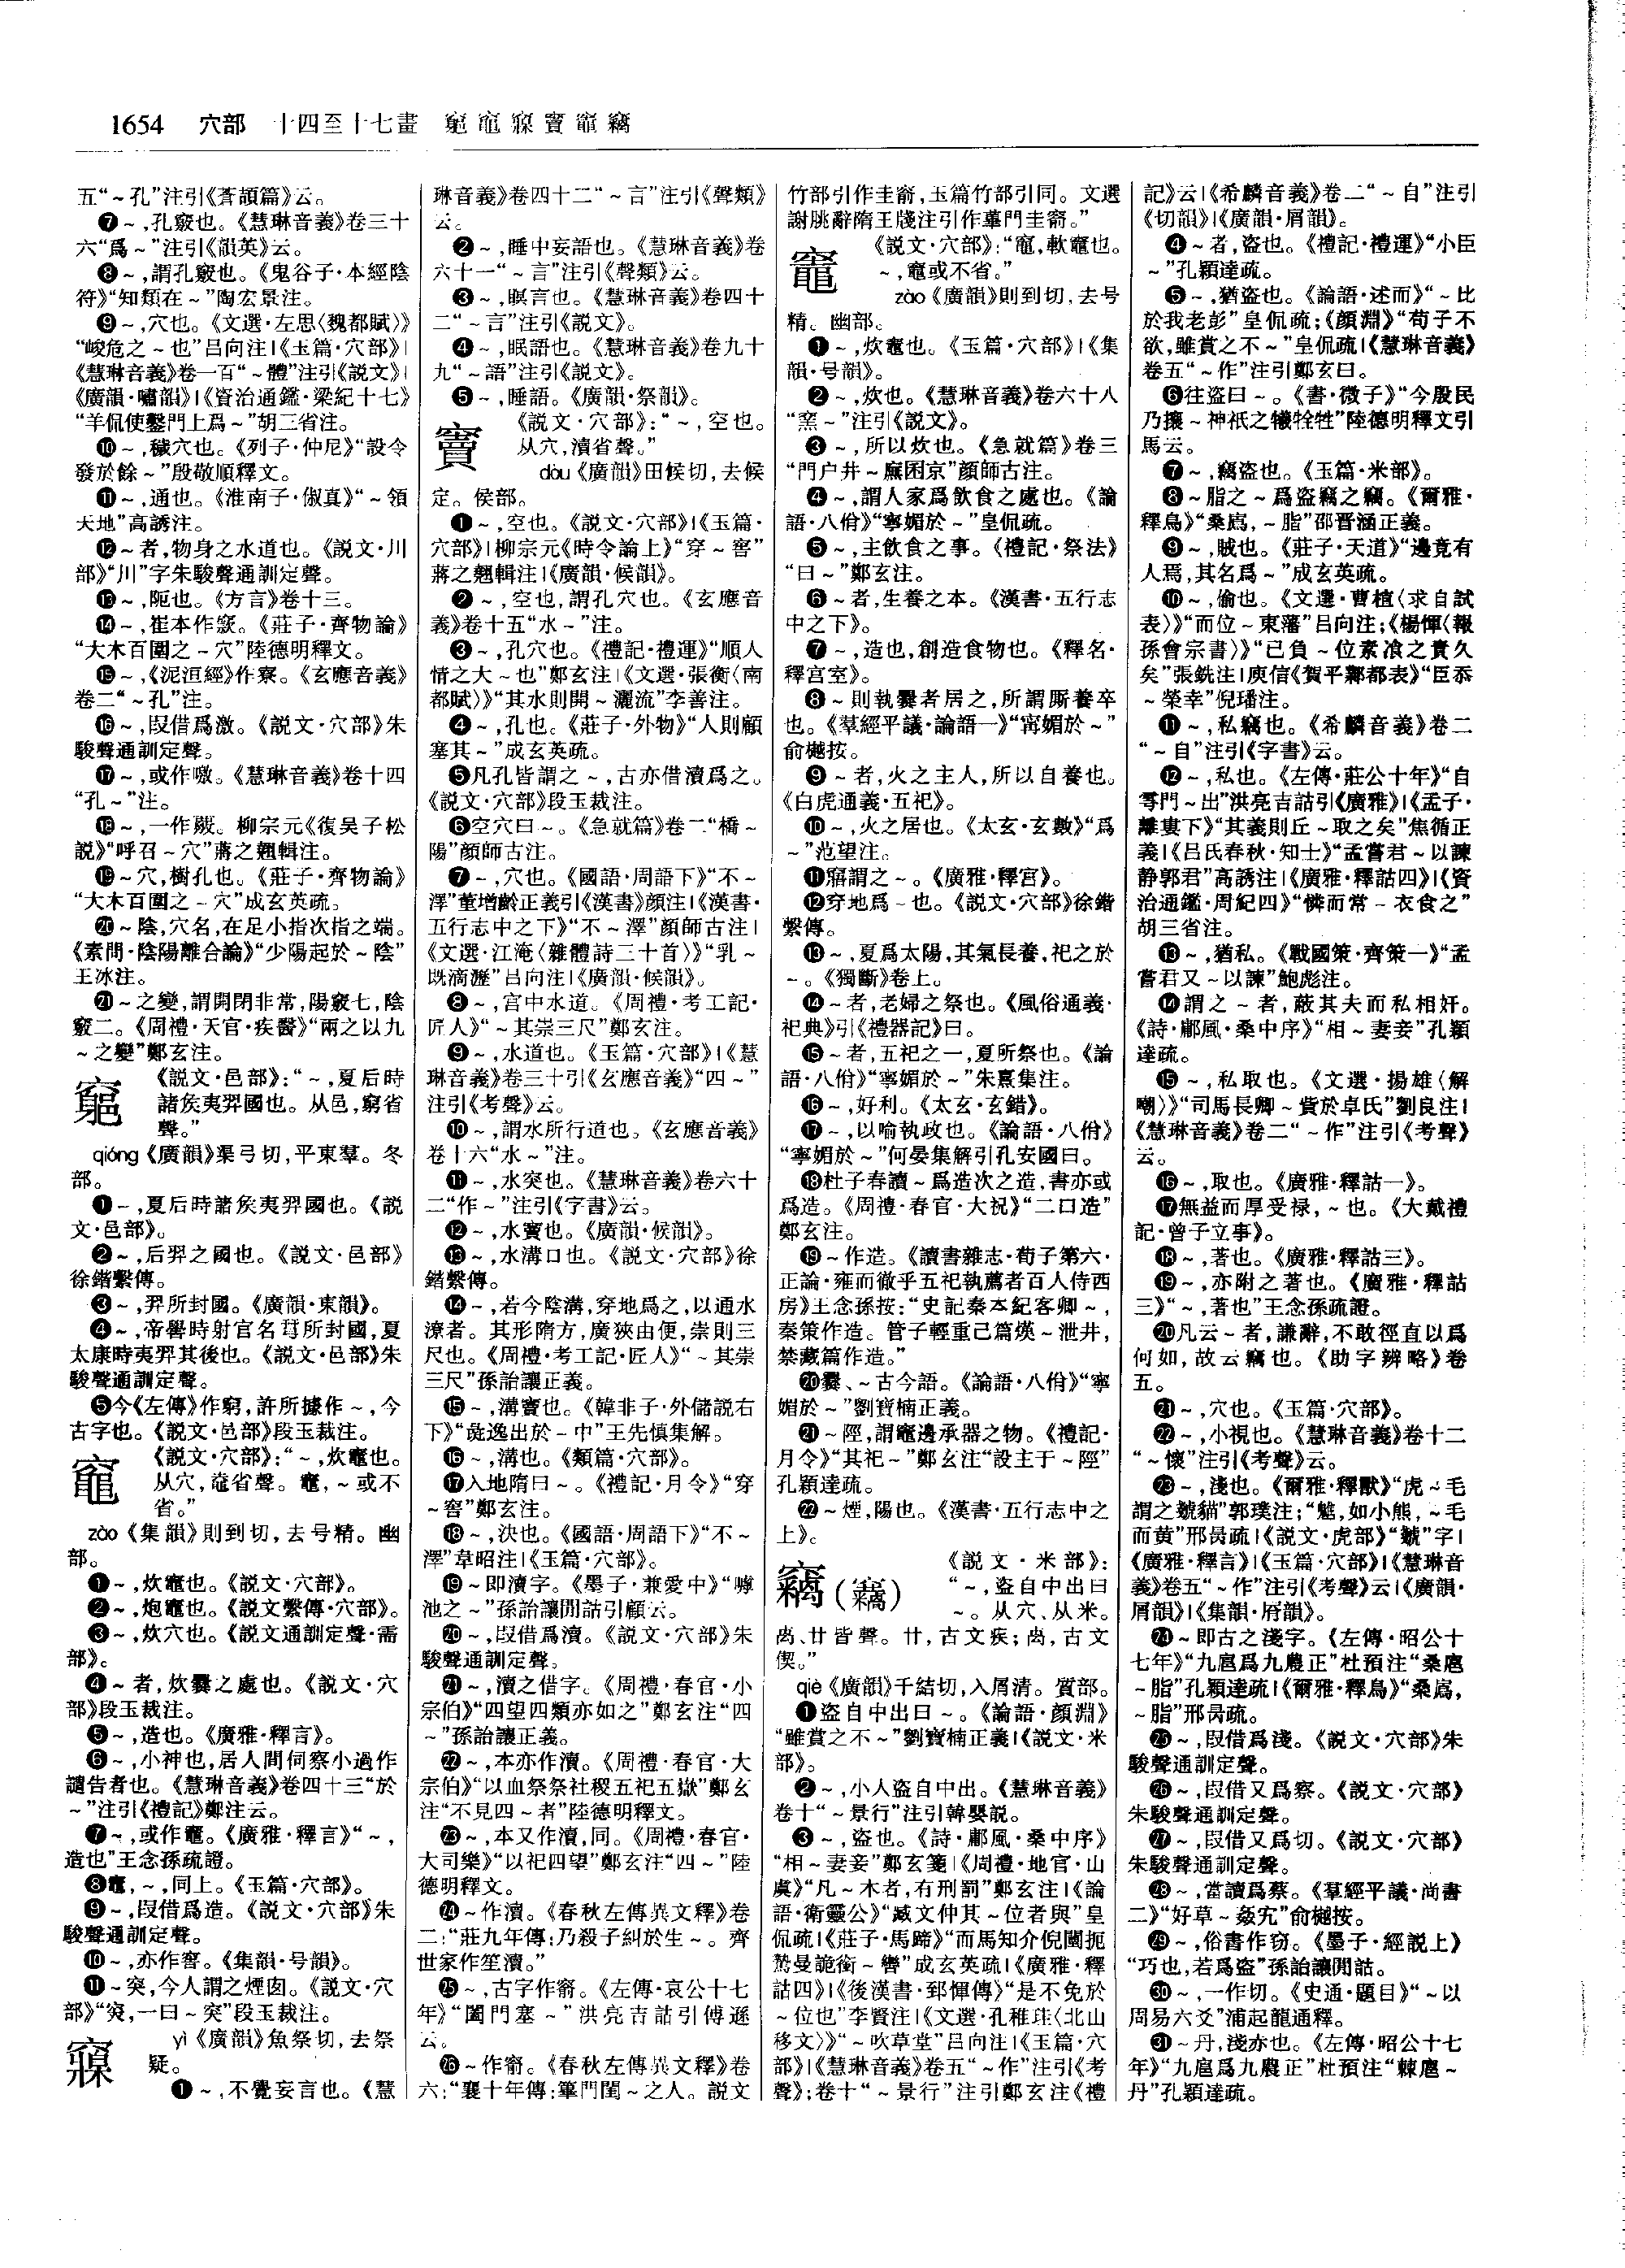 1654 穴部 十四至十七畫 竆竈寱竇竈竊
五“～孔”注引《蒼頡篇》云。
❼～,孔竅也。《慧琳音義》卷三十
六“爲～”注引《韻英》云。
❽～,謂孔竅也。《鬼谷子·本經陰
符》“知類在～”陶宏景注。
❾～,穴也。《文選·左思〈魏都賦〉》
“峻危之～也”吕向注|《玉篇·穴部》|
《慧琳音義》卷一百“～體”注引《説文》|
《廣韻·嘯韻》|《資治通鑑·梁紀十七》
“羊侃使鑿門上爲～”胡三省注。
❿～,穢穴也。《列子·仲尼》“設令
發於餘～”殷敬順釋文。
⓫～,通也。《淮南子·俶真》“～領
天地”高誘注。
⓬～者,物身之水道也。《説文·川
部》“川”字朱駿聲通訓定聲。
⓭～,阨也。《方言》卷十三。
⓮～,崔本作窽。《莊子·齊物論》
“大木百圍之～穴”陸德明釋文。
⓯～,《泥洹經》作寮。《玄應音義》
卷二“～孔”注。
⓰～,叚借爲激。《説文·穴部》朱
駿聲通訓定聲。
⓱～,或作噭。《慧琳音義》卷十四
“孔～”注。
⓲～,一作竅。柳宗元《復吴子松
説》“呼召～穴”蔣之翹輯注。
⓳～穴,樹孔也。《莊子·齊物論》
“大木百圍之～穴”成玄英疏。
⓴～陰,穴名,在足小指次指之端。
《素問·陰陽離合論》“少陽起於～陰”
王冰注。
㉑～之變,謂開閉非常,陽竅七,陰
竅二。《周禮·天官·疾醫》“兩之以九
～之變”鄭玄注。
竆
《説文·邑部》：“～,夏后時
諸矦夷羿國也。从邑,窮省
聲。”
qióng《廣韻》渠弓切,平東羣。冬
部。
❶～,夏后時諸矦夷羿國也。《説
文·邑部》。
❷～,后羿之國也。《説文·邑部》
徐鍇繫傳。
❸～,羿所封國。《廣韻·東韻》。
❹～,帝嚳時射官名羿所封國,夏
太康時夷羿其後也。《説文·邑部》朱
駿聲通訓定聲。
❺今《左傳》作窮,許所據作～,今
古字也。《説文·邑部》段玉裁注。
竈
《説文·穴部》：“～,炊竈也。
从穴,鼀省聲。竈,～或不
省。”
zào《集韻》則到切,去号精。幽
部。
❶～,炊竈也。《説文·穴部》。
❷～,炮竈也。《説文繫傳·穴部》。
❸～,炊穴也。《説文通訓定聲·需
部》。
❹～者,炊爨之處也。《説文·穴
部》段玉裁注。
❺～,造也。《廣雅·釋言》。
❻～,小神也,居人間伺察小過作
譴告者也。《慧琳音義》卷四十三“於
～”注引《禮記》鄭注云。
❼～,或作竈。《廣雅·釋言》“～,
造也”王念孫疏證。
❽竈,～,同上。《玉篇·穴部》。
❾～,叚借爲造。《説文·穴部》朱
駿聲通訓定聲。
❿～,亦作窖。《集韻·号韻》。
⓫～突,今人謂之煙囱。《説文·穴
部》“突,一曰～突”段玉裁注。
寱
yì《廣韻》魚祭切,去祭
疑。
❶～,不覺妄言也。《慧
琳音義》卷四十二“～言”注引《聲類》
云。
❷～,睡中妄語也。《慧琳音義》卷
六十一“～言”注引《聲類》云。
❸～,瞑言也。《慧琳音義》卷四十
二“～言”注引《説文》。
❹～,眠語也。《慧琳音義》卷九十
九“～語”注引《説文》。
❺～,睡語。《廣韻·祭韻》。
竇
《説文·穴部》：“～,空也。
从穴,瀆省聲。”
dòu《廣韻》田候切,去候
定。侯部。
❶～,空也。《説文·穴部》|《玉篇·
穴部》|柳宗元《時令論上》“穿～窖”
蔣之翹輯注|《廣韻·候韻》。
❷～,空也,謂孔穴也。《玄應音
義》卷十五“水～”注。
❸～,孔穴也。《禮記·禮運》“順人
情之大～也”鄭玄注|《文選·張衡〈南
都賦〉》“其水則開～灑流”李善注。
❹～,孔也。《莊子·外物》“人則顧
塞其～”成玄英疏。
❺凡孔皆謂之～,古亦借瀆爲之。
《説文·穴部》段玉裁注。
❻空穴曰～。《急就篇》卷二“橋～
陽”顔師古注。
❼～,穴也。《國語·周語下》“不～
澤”董增齡正義引《漢書》顔注|《漢書·
五行志中之下》“不～澤”顔師古注|
《文選·江淹〈雜體詩三十首〉》“乳～
既滴瀝”吕向注|《廣韻·候韻》。
❽～,宫中水道。《周禮·考工記·
匠人》“～其崇三尺”鄭玄注。
❾～,水道也。《玉篇·穴部》|《慧
琳音義》卷三十引《玄應音義》“四～”
注引《考聲》云。
❿～,謂水所行道也。《玄應音義》
卷十六“水～”注。
⓫～,水突也。《慧琳音義》卷六十
二“作～”注引《字書》云。
⓬～,水竇也。《廣韻·候韻》。
⓭～,水溝口也。《説文·穴部》徐
鍇繫傳。
⓮～,若今陰溝,穿地爲之,以通水
潦者。其形隋方,廣狹由便,崇則三
尺也。《周禮·考工記·匠人》“～其崇
三尺”孫詒讓正義。
⓯～,溝竇也。《韓非子·外儲説右
下》“彘逸出於～中”王先慎集解。
⓰～,溝也。《類篇·穴部》。
⓱入地隋曰～。《禮記·月令》“穿
～窖”鄭玄注。
⓲～,決也。《國語·周語下》“不～
澤”韋昭注|《玉篇·穴部》。
⓳～即瀆字。《墨子·兼愛中》“嘑
池之～”孫詒讓閒詁引顧云。
⓴～,叚借爲瀆。《説文·穴部》朱
駿聲通訓定聲。
㉑～,瀆之借字。《周禮·春官·小
宗伯》“四望四類亦如之”鄭玄注“四
～”孫詒讓正義。
㉒～,本亦作瀆。《周禮·春官·大
宗伯》“以血祭祭社稷五祀五嶽”鄭玄
注“不見四～者”陸德明釋文。
㉓～,本又作瀆,同。《周禮·春官·
大司樂》“以祀四望”鄭玄注“四～”陸
德明釋文。
㉔～作瀆。《春秋左傳異文釋》卷
二：“莊九年傳：乃殺子糾於生～。齊
世家作笙瀆。”
㉕～,古字作窬。《左傳·哀公十七
年》“闔門塞～”洪亮吉詁引傅遜
云。
㉖～作窬。《春秋左傳異文釋》卷
六：“襄十年傳：篳門閨～之人。説文
竹部引作圭窬,玉篇竹部引同。文選
謝朓辭隋王牋注引作蓽門圭窬。”
竈
《説文·穴部》：“竈,炊竈也。
～,竈或不省。”
zào《廣韻》則到切,去号
精。幽部。
❶～,炊竈也。《玉篇·穴部》|《集
韻·号韻》。
❷～,炊也。《慧琳音義》卷六十八
“窯～”注引《説文》。
❸～,所以炊也。《急就篇》卷三
“門户井～廡囷京”顔師古注。
❹～,謂人家爲飲食之處也。《論
語·八佾》“寧媚於～”皇侃疏。
❺～,主飲食之事。《禮記·祭法》
“曰～”鄭玄注。
❻～者,生養之本。《漢書·五行志
中之下》。
❼～,造也,創造食物也。《釋名·
釋宫室》。
❽～則執爨者居之,所謂厮養卒
也。《羣經平議·論語一》“寗媚於～”
俞樾按。
❾～者,火之主人,所以自養也。
《白虎通義·五祀》。
❿～,火之居也。《太玄·玄數》“爲
～”范望注。
⓫窹謂之～。《廣雅·釋宫》。
⓬穿地爲～也。《説文·穴部》徐鍇
繫傳。
⓭～,夏爲太陽,其氣長養,祀之於
～。《獨斷》卷上。
⓮～者,老婦之祭也。《風俗通義·
祀典》引《禮器記》曰。
⓯～者,五祀之一,夏所祭也。《論
語·八佾》“寧媚於～”朱熹集注。
⓰～,好利。《太玄·玄錯》。
⓱～,以喻執政也。《論語·八佾》
“寧媚於～”何晏集解引孔安國曰。
⓲杜子春讀～爲造次之造,書亦或
爲造。《周禮·春官·大祝》“二曰造”
鄭玄注。
⓳～作造。《讀書雜志·荀子第六·
正論·雍而徹乎五祀執薦者百人侍西
房》王念孫按：“史記秦本紀客卿～,
秦策作造。管子輕重己篇熯～泄井,
禁藏篇作造。”
⓴爨、～古今語。《論語·八佾》“寧
媚於～”劉寶楠正義。
㉑～陘,謂竈邊承器之物。《禮記·
月令》“其祀～”鄭玄注“設主于～陘”
孔穎達疏。
㉒～煙,陽也。《漢書·五行志中之
上》。
竊(竊)
《説文·米部》：
“～,盗自中出曰
～。从穴、从米。
禼、廿皆聲。廿,古文疾；禼,古文
偰。”
qiè《廣韻》千結切,入屑清。質部。
❶盗自中出曰～。《論語·顔淵》
“雖賞之不～”劉寶楠正義|《説文·米
部》。
❷～,小人盗自中出。《慧琳音義》
卷十“～景行”注引韓嬰説。
❸～,盗也。《詩·鄘風·桑中序》
“相～妻妾”鄭玄箋|《周禮·地官·山
虞》“凡～木者,有刑罰”鄭玄注|《論
語·衛靈公》“臧文仲其～位者與”皇
侃疏|《莊子·馬蹄》“而馬知介倪闉扼
鷙曼詭銜～轡”成玄英疏|《廣雅·釋
詁四》|《後漢書·郅惲傳》“是不免於
～位也”李賢注|《文選·孔稚珪〈北山
移文〉》“～吹草堂”吕向注|《玉篇·穴
部》|《慧琳音義》卷五“～作”注引《考
聲》；卷十“～景行”注引鄭玄注《禮
記》云|《希麟音義》卷二“～自”注引
《切韻》|《廣韻·屑韻》。
❹～者,盗也。《禮記·禮運》“小臣
～”孔穎達疏。
❺～,猶盗也。《論語·述而》“～比
於我老彭”皇侃疏；《顔淵》“苟子不
欲,雖賞之不～”皇侃疏|《慧琳音義》
卷五“～作”注引鄭玄曰。
❻往盗曰～。《書·微子》“今殷民
乃攘～神祇之犧牷牲”陸德明釋文引
馬云。
❼～,竊盗也。《玉篇·米部》。
❽～脂之～爲盗竊之竊。《爾雅·
釋鳥》“桑鳸,～脂”邵晋涵正義。
❾～,賊也。《莊子·天道》“邊竟有
人焉,其名爲～”成玄英疏。
❿～,偷也。《文選·曹植〈求自試
表〉》“而位～東藩”吕向注；《楊惲〈報
孫會宗書〉》“已負～位素飡之責久
矣”張銑注|庾信《賀平鄴都表》“臣忝
～榮幸”倪璠注。
⓫～,私竊也。《希麟音義》卷二
“～自”注引《字書》云。
⓬～,私也。《左傳·莊公十年》“自
雩門～出”洪亮吉詁引《廣雅》|《孟子·
離婁下》“其義則丘～取之矣”焦循正
義|《吕氏春秋·知士》“孟嘗君～以諫
静郭君”高誘注|《廣雅·釋詁四》|《資
治通鑑·周紀四》“憐而常～衣食之”
胡三省注。
⓭～,猶私。《戰國策·齊策一》“孟
嘗君又～以諫”鮑彪注。
⓮謂之～者,蔽其夫而私相奸。
《詩·鄘風·桑中序》“相～妻妾”孔穎
達疏。
⓯～,私取也。《文選·揚雄〈解
嘲〉》“司馬長卿～貲於卓氏”劉良注|
《慧琳音義》卷二“～作”注引《考聲》
云。
⓰～,取也。《廣雅·釋詁一》。
⓱無益而厚受禄,～也。《大戴禮
記·曾子立事》。
⓲～,著也。《廣雅·釋詁三》。
⓳～,亦附之著也。《廣雅·釋詁
三》“～,著也”王念孫疏證。
⓴凡云～者,謙辭,不敢徑直以爲
何如,故云竊也。《助字辨略》卷
五。
㉑～,穴也。《玉篇·穴部》。
㉒～,小視也。《慧琳音義》卷十二
“～懷”注引《考聲》云。
㉓～,淺也。《爾雅·釋獸》“虎～毛
謂之虦貓”郭璞注；“魋,如小熊,～毛
而黄”邢昺疏|《説文·虎部》“虦”字|
《廣雅·釋言》|《玉篇·穴部》|《慧琳音
義》卷五“～作”注引《考聲》云|《廣韻·
屑韻》|《集韻·屑韻》。
㉔～即古之淺字。《左傳·昭公十
七年》“九扈爲九農正”杜預注“桑扈
～脂”孔穎達疏|《爾雅·釋鳥》“桑鳸,
～脂”邢昺疏。
㉕～,叚借爲淺。《説文·穴部》朱
駿聲通訓定聲。
㉖～,叚借又爲察。《説文·穴部》
朱駿聲通訓定聲。
㉗～,叚借又爲切。《説文·穴部》
朱駿聲通訓定聲。
㉘～,當讀爲蔡。《羣經平議·尚書
二》“好草～姦宄”俞樾按。
㉙～,俗書作窃。《墨子·經説上》
“巧也,若爲盗”孫詒讓閒詁。
㉚～,一作切。《史通·題目》“～以
周易六爻”浦起龍通釋。
㉛～丹,淺赤也。《左傳·昭公十七
年》“九扈爲九農正”杜預注“棘扈～
丹”孔穎達疏。